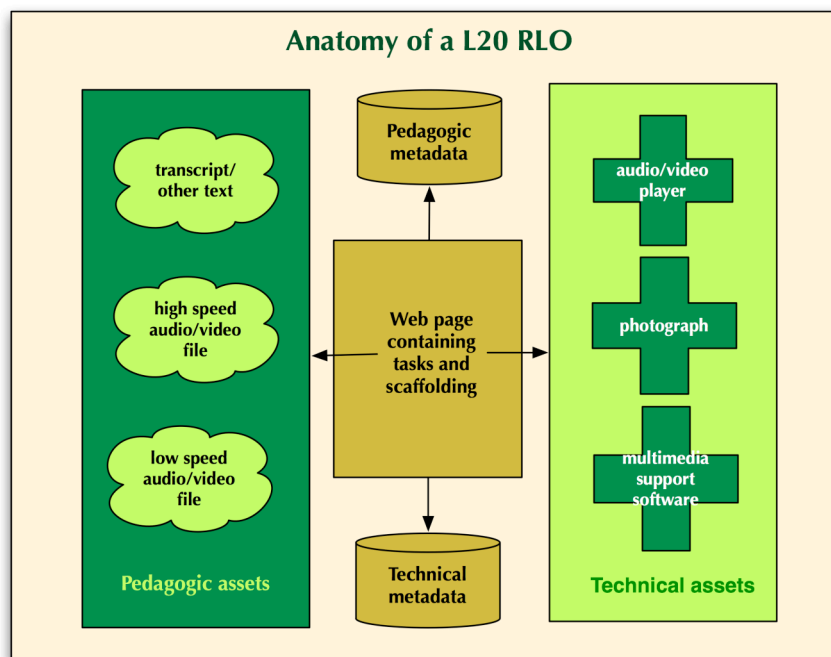 Anatomy of a L20 RLO
transcript/
other text
high speed
audio/video
file
low speed
audio/video
file
Pedagogic assets
Pedagogic
metadata
Web page
containing
tasks and
scaffolding
Technical
metadata
audio/video
player
photograph
multimedia
support
software
Technical assets